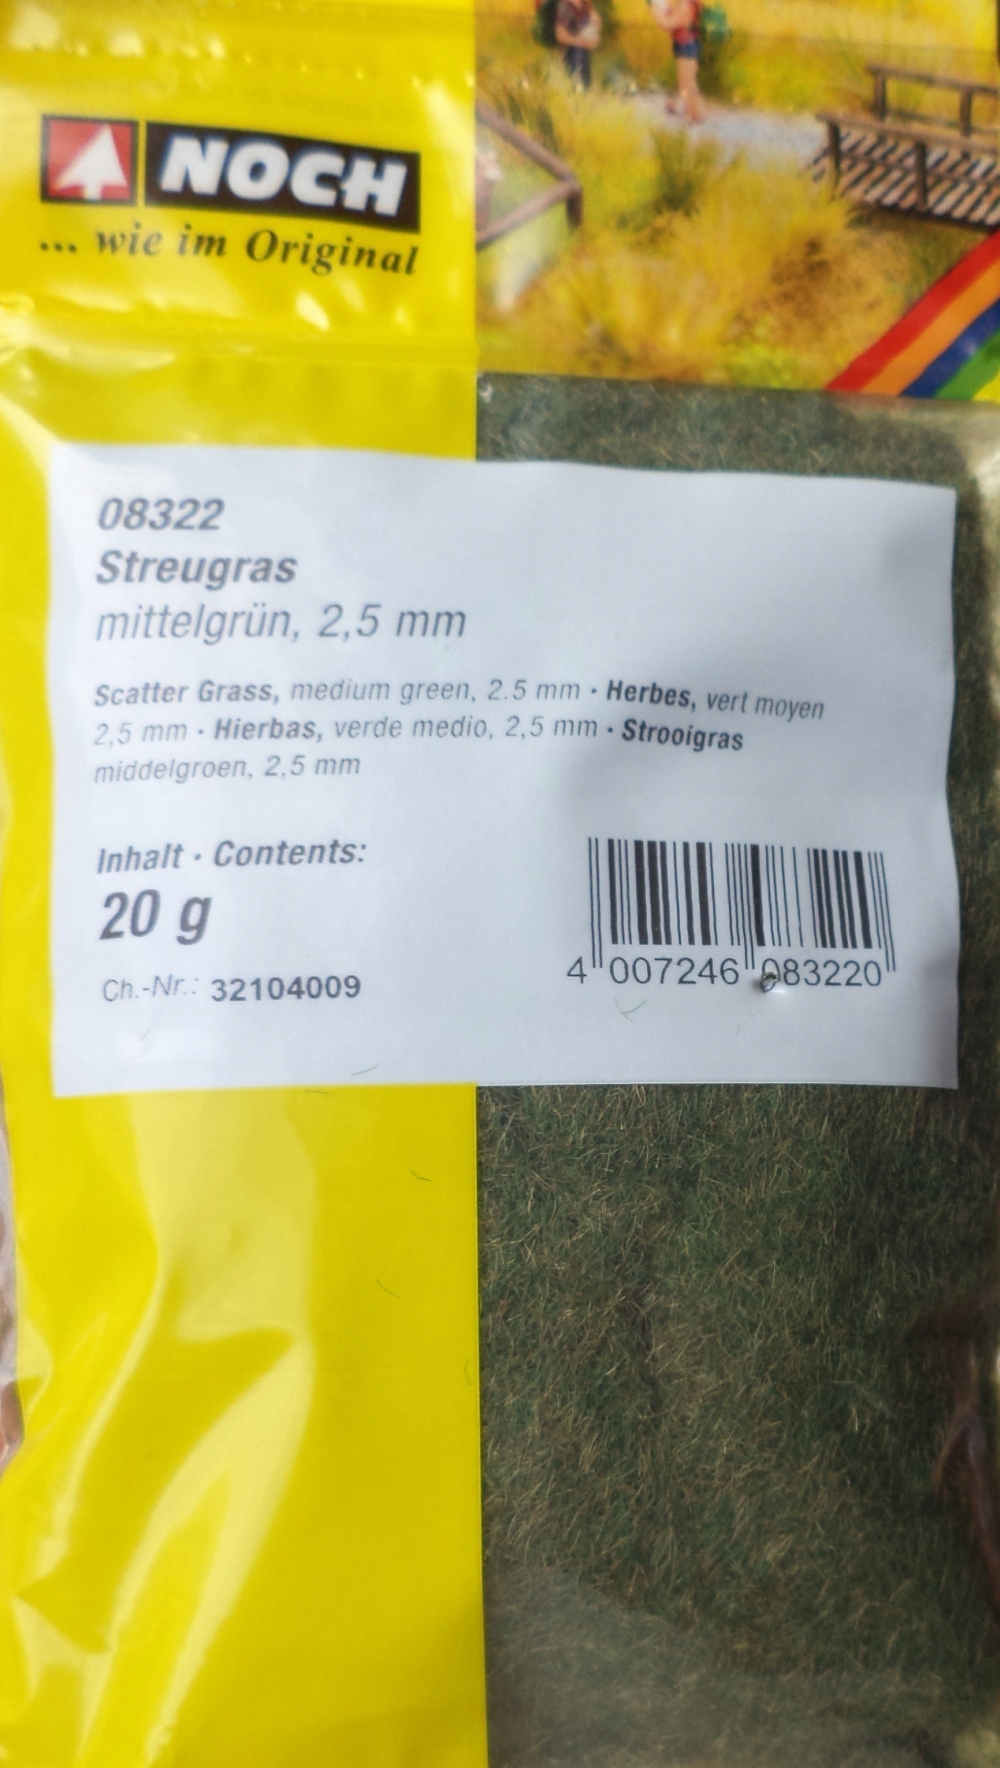 NOCH
... wie im Original
08322
Streugras
mittelgrün, 2,5 mm
Scatter Grass, medium green, 2.5 mm · Herbes, vert moyen
2,5 mm · Hierbas, verde medio, 2,5 mm · Strooigras
middelgroen, 2,5 mm
Inhalt · Contents:
20 g
Ch.-Nr.: 32104009
4 007246 083220